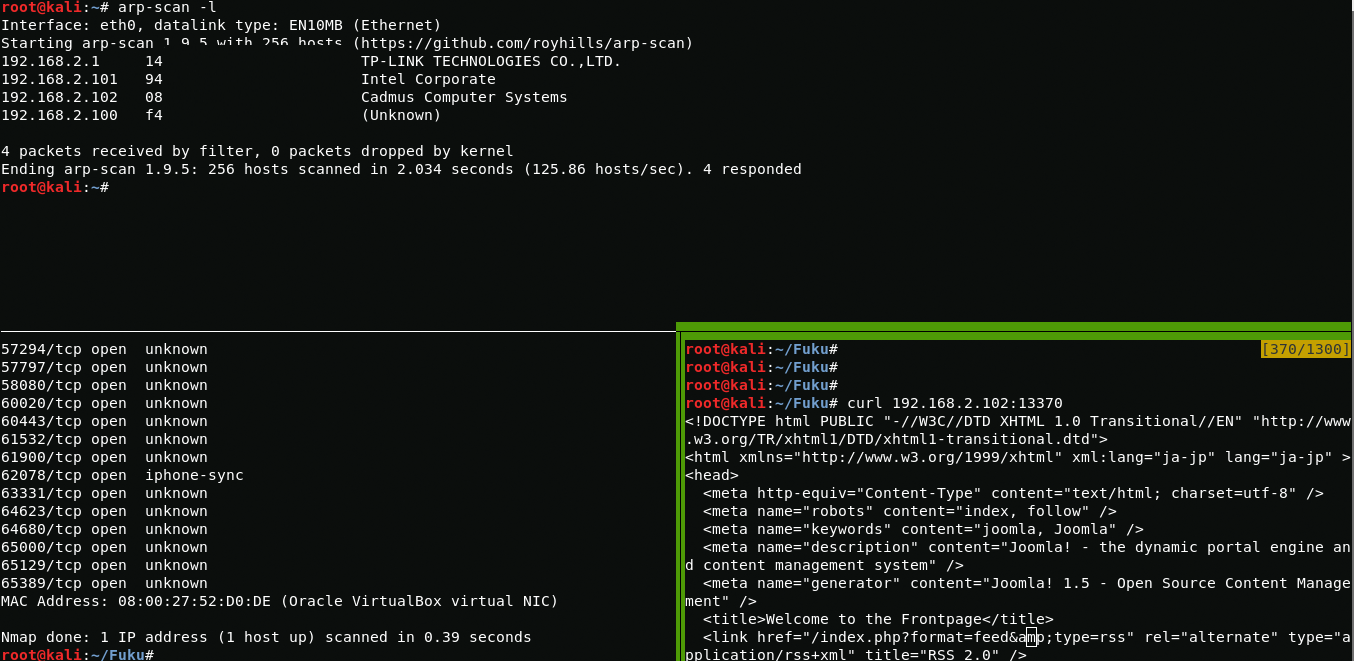 root@kali:~# arp-scan -l
Interface: eth0, datalink type: EN10MB (Ethernet)
Starting arp-scan 1.9.5 with 256 hosts (https://github.com/royhills/arp-scan)
192.168.2.1 14 TP-LINK TECHNOLOGIES CO.,LTD.
192.168.2.101 94 Intel Corporate
192.168.2.102 08 Cadmus Computer Systems
192.168.2.100 f4 (Unknown)
4 packets received by filter, 0 packets dropped by kernel
Ending arp-scan 1.9.5: 256 hosts scanned in 2.034 seconds (125.86 hosts/sec). 4 responded
root@kali:~#
57294/tcp open unknown
57797/tcp open unknown
58080/tcp open unknown
60020/tcp open unknown
60443/tcp open unknown
61532/tcp open unknown
61900/tcp open unknown
62078/tcp open iphone-sync
63331/tcp open unknown
64623/tcp open unknown
64680/tcp open unknown
65000/tcp open unknown
65129/tcp open unknown
65389/tcp open unknown
MAC Address: 08:00:27:52:D0:DE (Oracle VirtualBox virtual NIC)
Nmap done: 1 IP address (1 host up) scanned in 0.39 seconds
root@kali:~/Fuku#
root@kali:~/Fuku# [370/1300]
root@kali:~/Fuku#
root@kali:~/Fuku#
root@kali:~/Fuku# curl 192.168.2.102:13370
<!DOCTYPE html PUBLIC "-//W3C//DTD XHTML 1.0 Transitional//EN" "http://www
.w3.org/TR/xhtml1/DTD/xhtml1-transitional.dtd">
<html xmlns="http://www.w3.org/1999/xhtml" xml:lang="ja-jp" lang="ja-jp" >
<head>
<meta http-equiv="Content-Type" content="text/html; charset=utf-8" />
<meta name="robots" content="index, follow" />
<meta name="keywords" content="joomla, Joomla" />
<meta name="description" content="Joomla! - the dynamic portal engine an
d content management system" />
<meta name="generator" content="Joomla! 1.5 - Open Source Content Manage
ment" />
<title>Welcome to the Frontpage</title>
<link href="/index.php?format=feed&amp;type=rss" rel="alternate" type="a
pplication/rss+xml" title="RSS 2.0" />